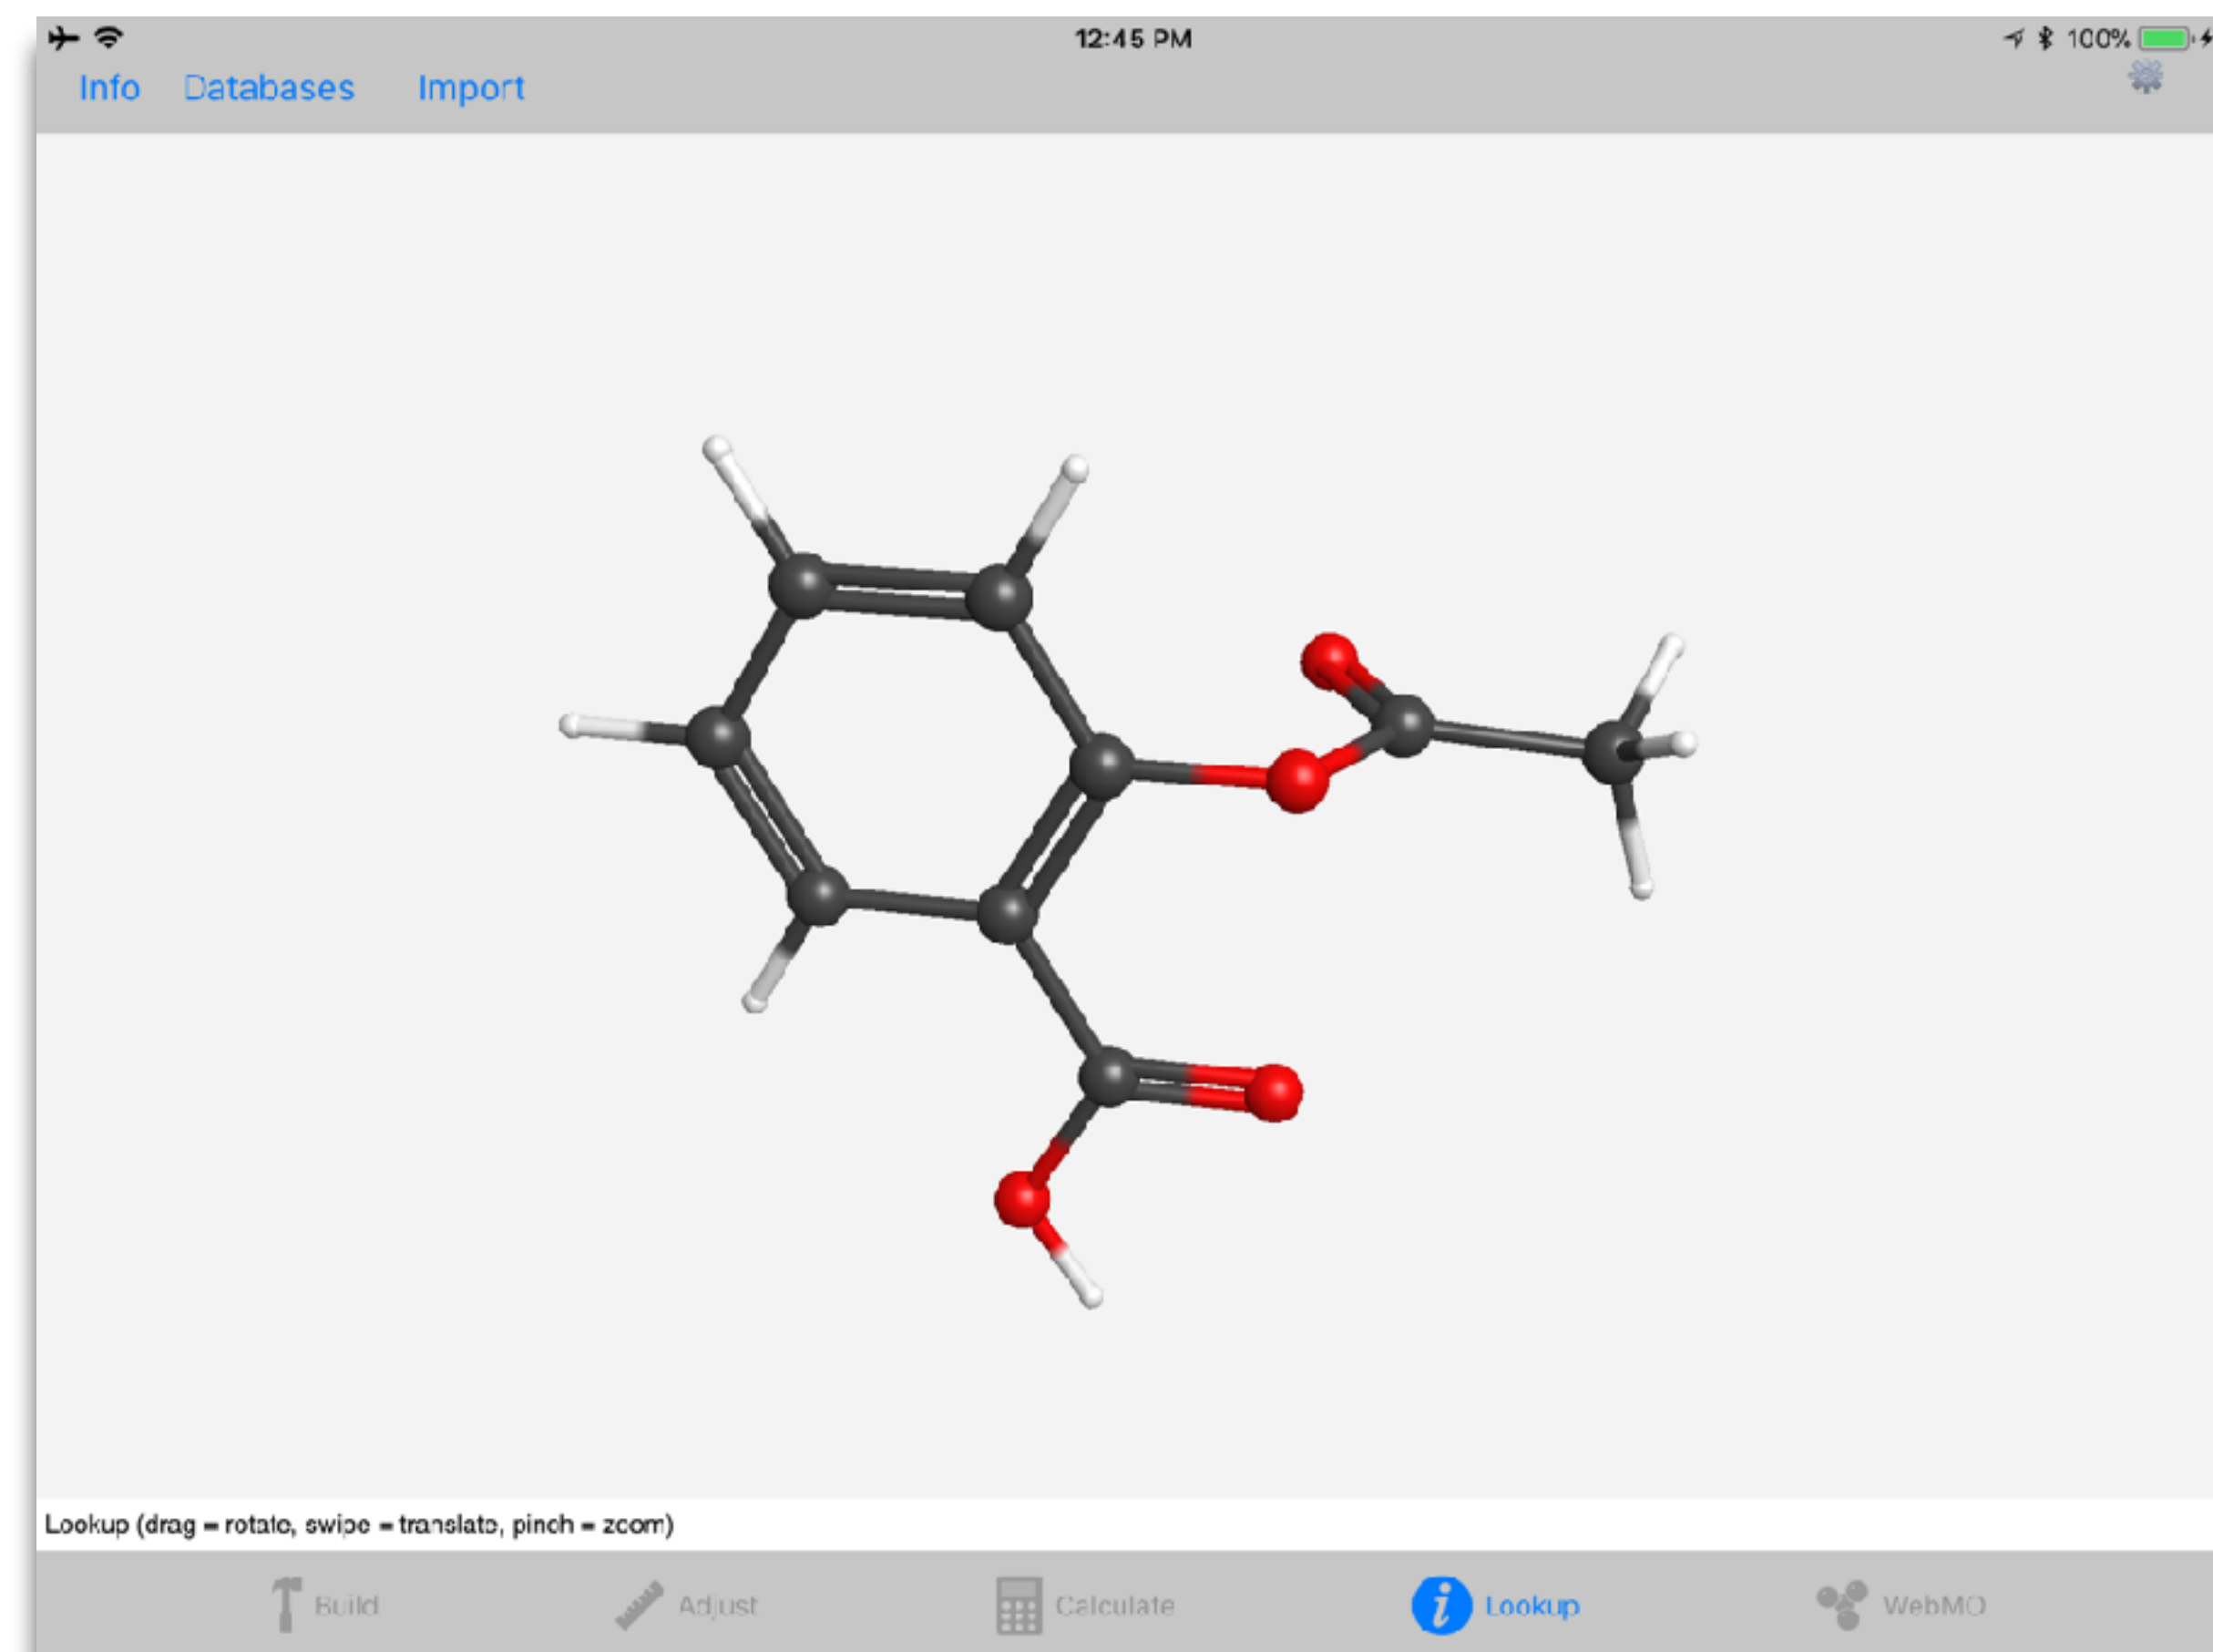 12:45 PM
100%
Info Databases Import
Lookup (drag = rotate, swipe = translate, pinch = zoom)
Build Adjust Calculate Lookup WebMO